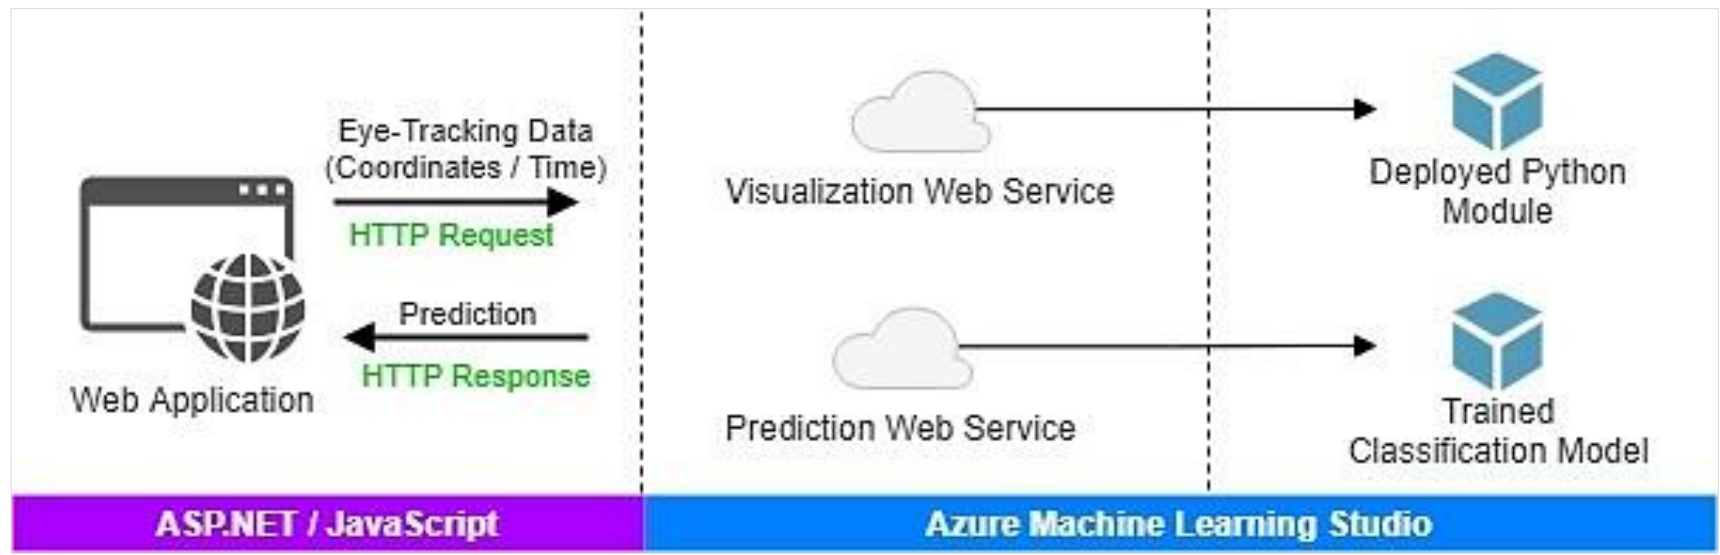 Eye-Tracking Data
(Coordinates / Time)
HTTP Request
Prediction
HTTP Response
Web Application
Visualization Web Service
Prediction Web Service
Deployed Python
Module
Trained
Classification Model
ASP.NET / JavaScript
Azure Machine Learning Studio